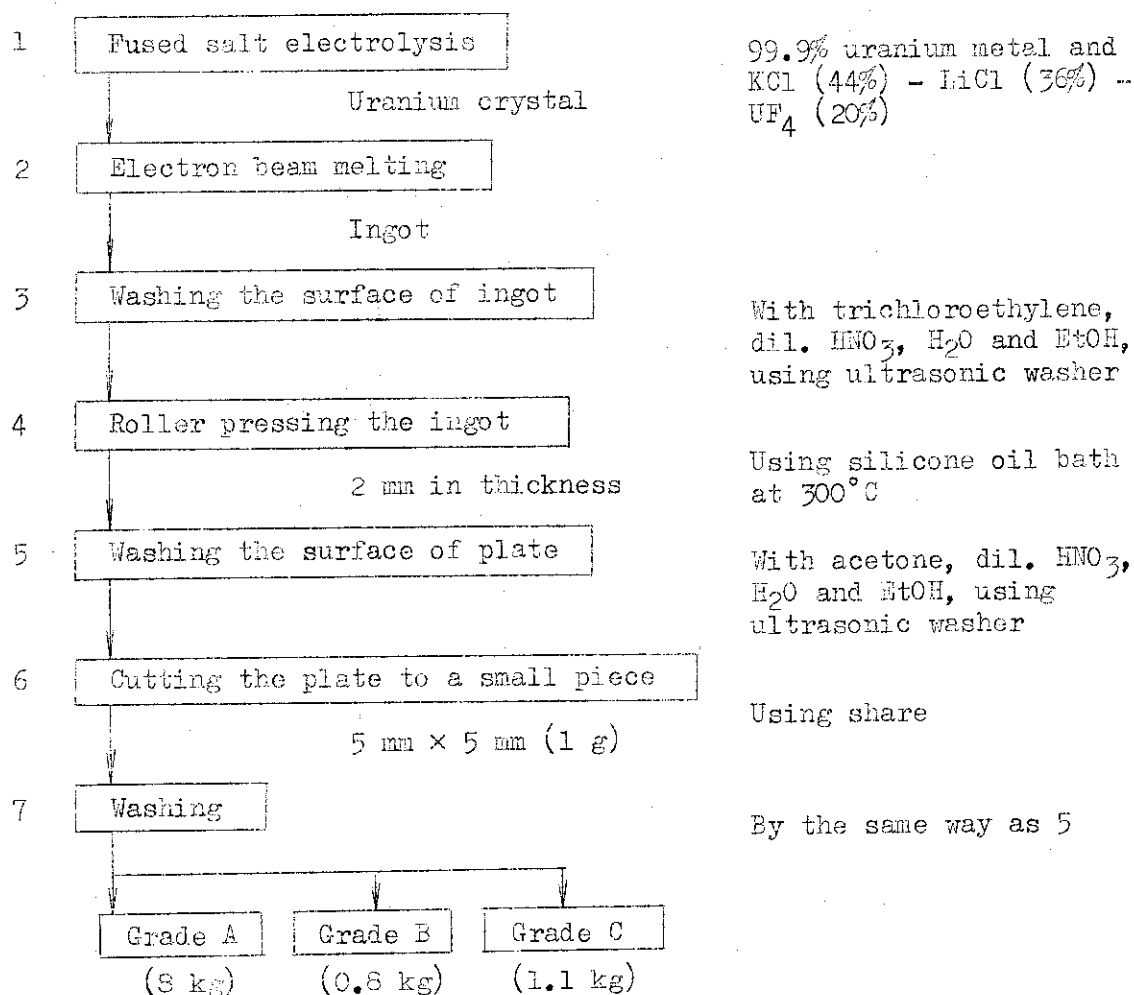 1 Fused salt electrolysis
99.9% uranium metal and
KCl (44%) - LiCl (36%) -
UF4 (20%)
Uranium crystal
2 Electron beam melting
Ingot
3 Washing the surface of ingot
With trichloroethylene,
dil. HNO3, H2O and EtOH,
using ultrasonic washer
4 Roller pressing the ingot
Using silicone oil bath
at 300°C
2 mm in thickness
5 Washing the surface of plate
With acetone, dil. HNO3,
H2O and EtOH, using
ultrasonic washer
6 Cutting the plate to a small piece
Using share
5 mm × 5 mm (1 g)
7 Washing
By the same way as 5
Grade A Grade B Grade C
(8 kg) (0.8 kg) (1.1 kg)